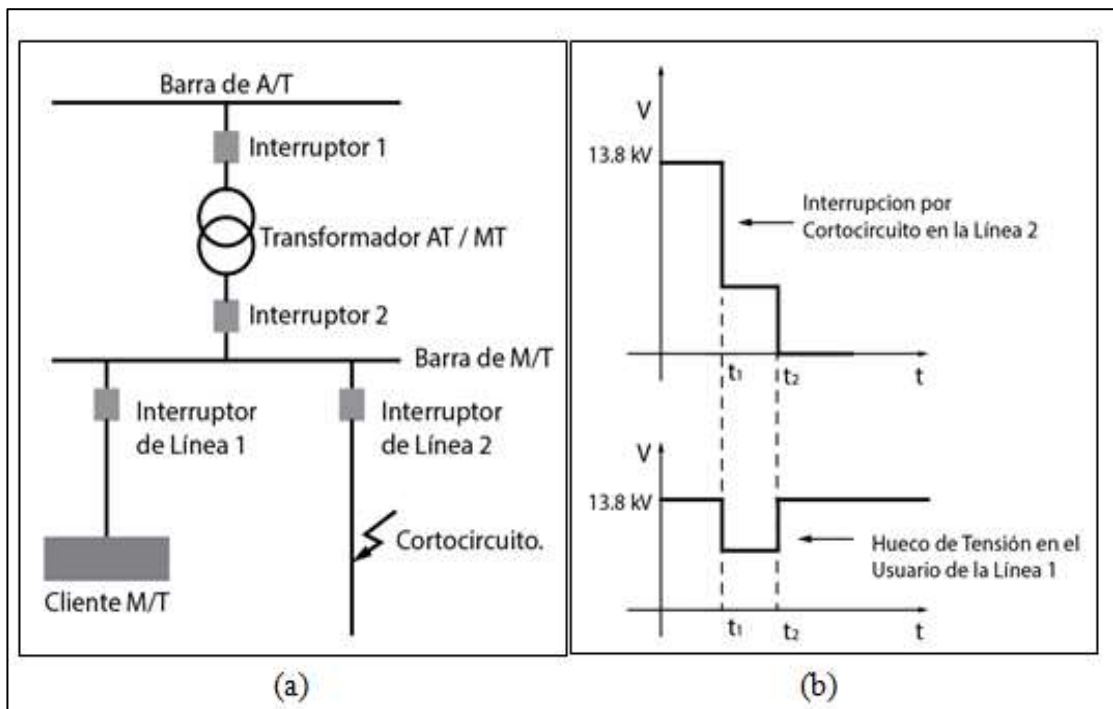 Barra de A/T
Interruptor 1
Transformador AT / MT
Interruptor 2
Barra de M/T
Interruptor
de Línea 1
Interruptor
de Línea 2
Cortocircuito.
Cliente M/T
(a)
V
13.8 kV
Interrupcion por
Cortocircuito en la Línea 2
t1
t2
t
V
13.8 kV
Hueco de Tensión en el
Usuario de la Línea 1
t1
t2
t
(b)